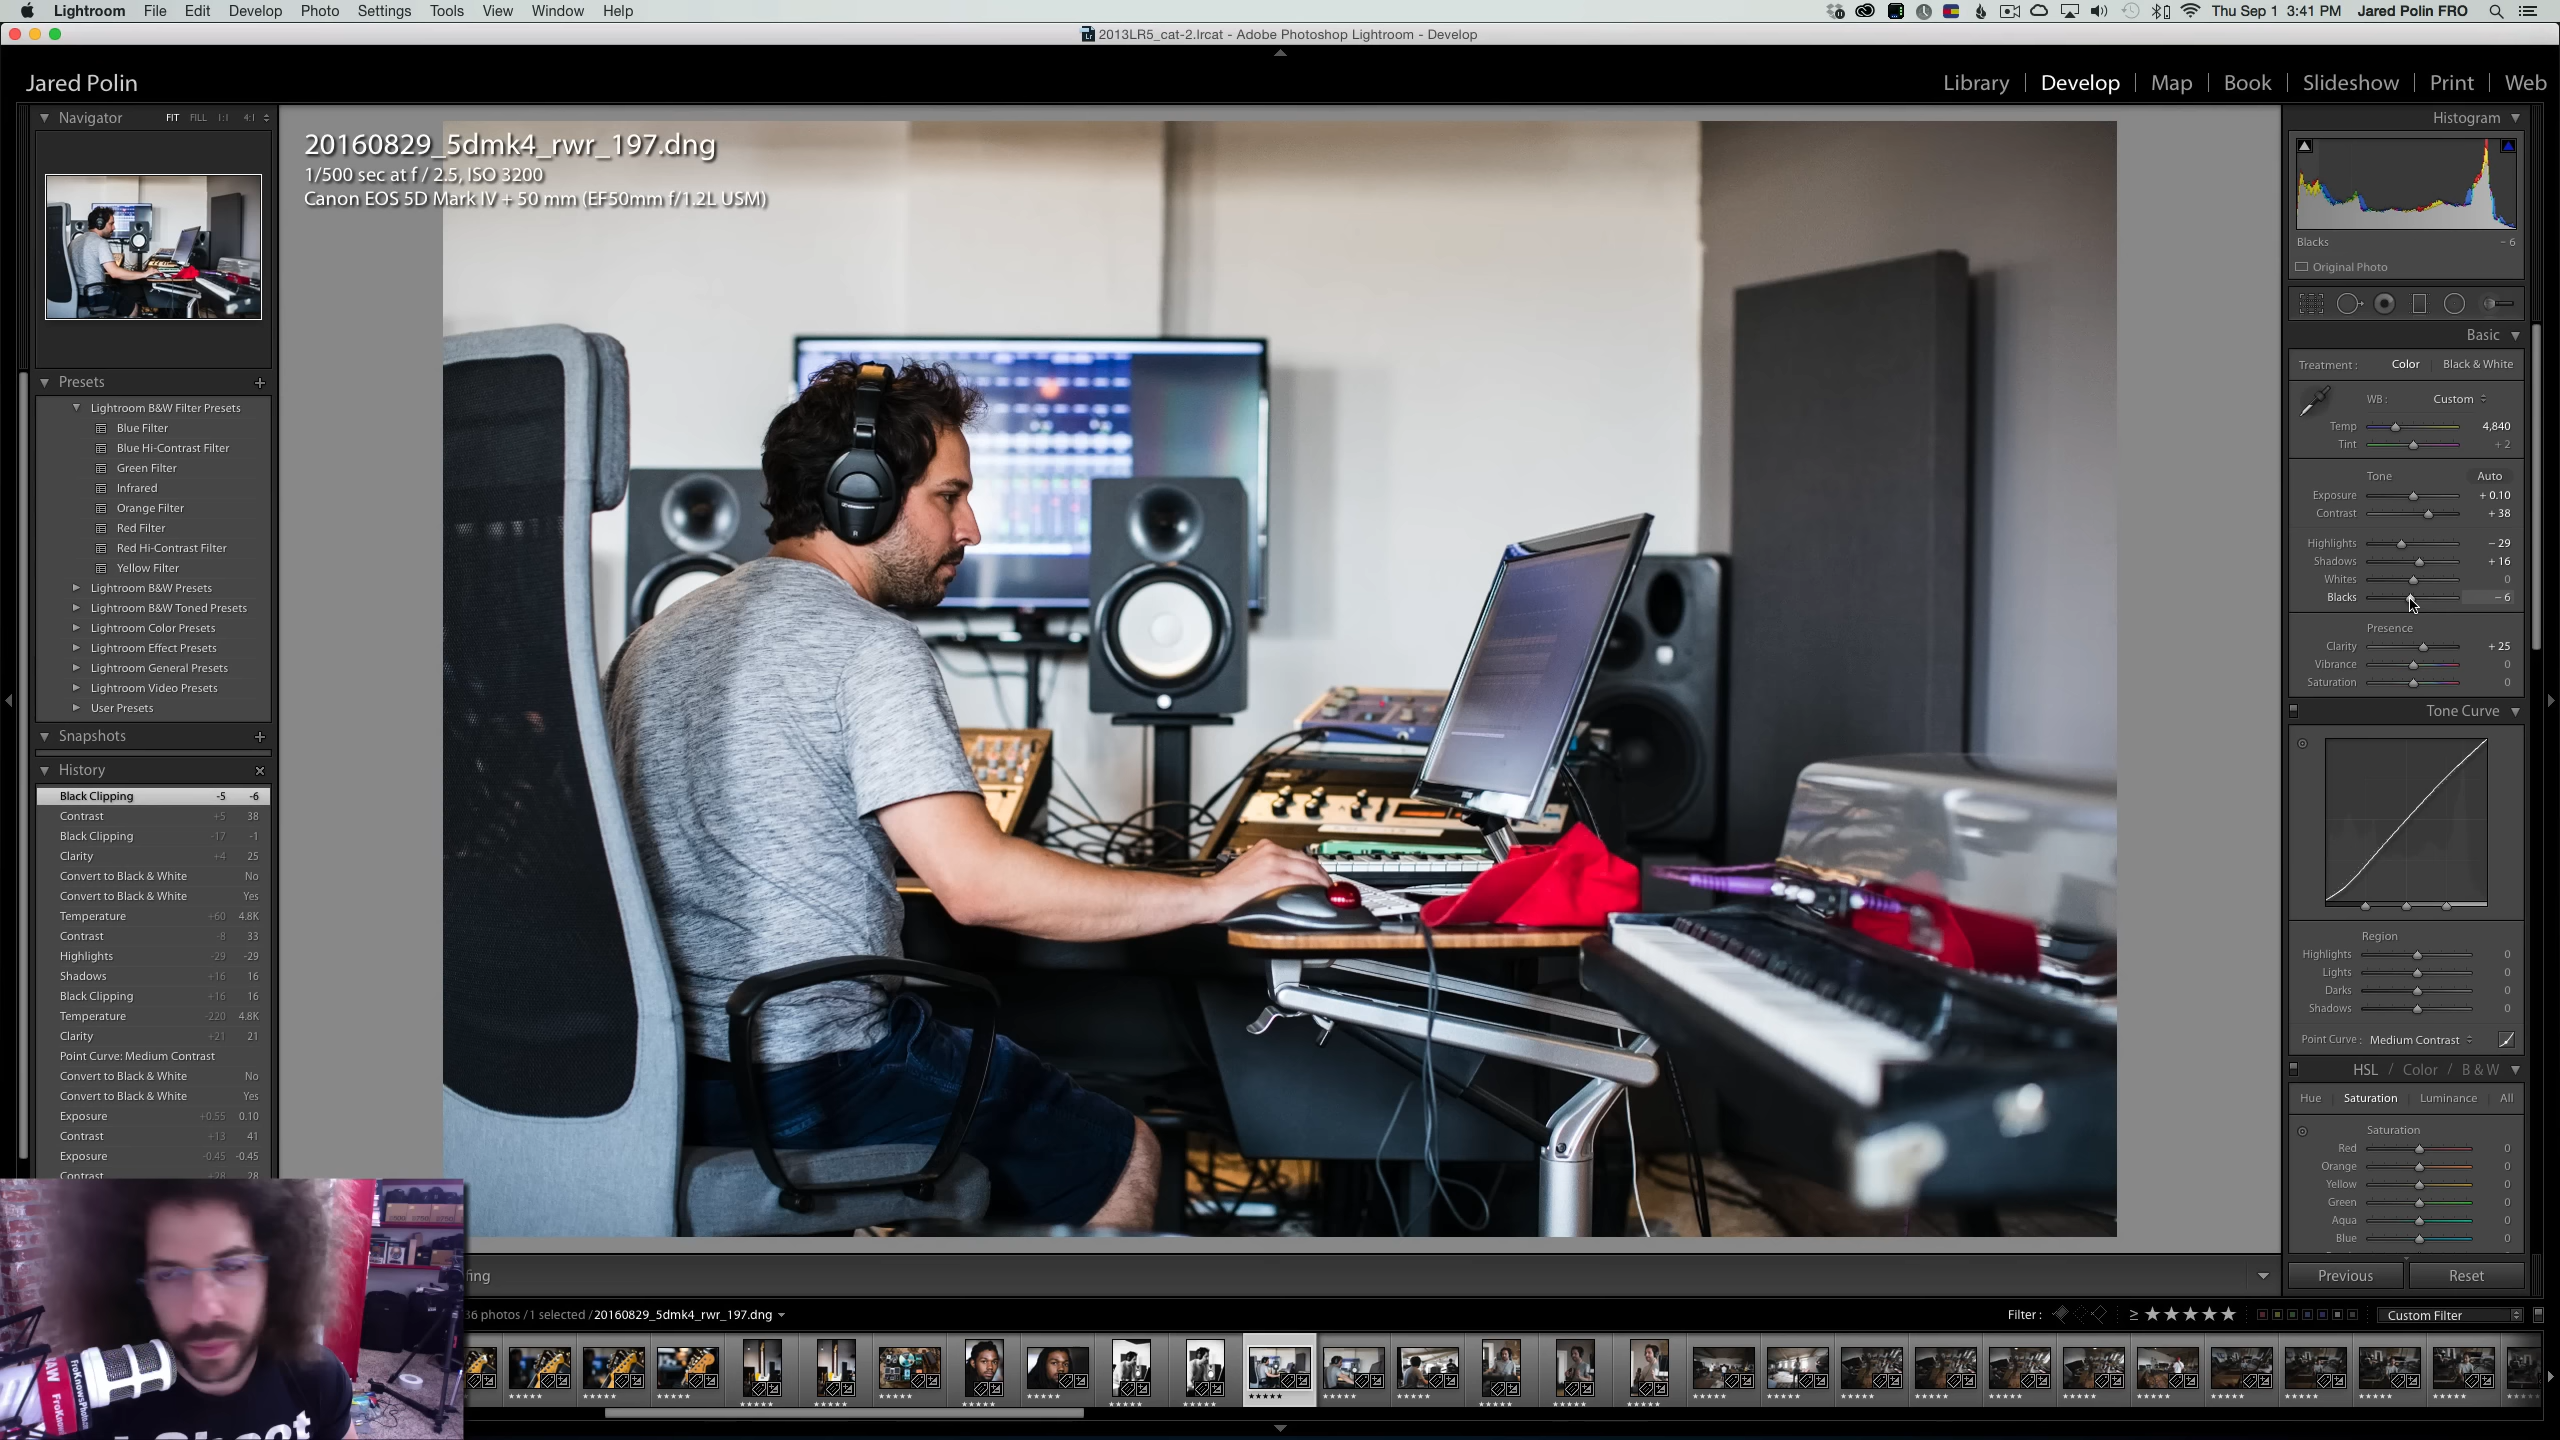 Lightroom File Edit Develop Photo Settings Tools View Window Help Thu Sep 1 3:41 PM Jared Polin FRO
2013LR5_cat-2.lrcat - Adobe Photoshop Lightroom - Develop
Jared Polin
Library | Develop | Map | Book | Slideshow | Print | Web
Navigator FIT FILL 1:1 4:1
Presets +
Lightroom B&W Filter Presets
Blue Filter
Blue Hi-Contrast Filter
Green Filter
Infrared
Orange Filter
Red Filter
Red Hi-Contrast Filter
Yellow Filter
Lightroom B&W Presets
Lightroom B&W Toned Presets
Lightroom Color Presets
Lightroom Effect Presets
Lightroom General Presets
Lightroom Video Presets
User Presets
Snapshots +
History ×
Black Clipping -5 -6
Contrast +5 38
Black Clipping -17 -1
Clarity +4 25
Convert to Black & White No
Convert to Black & White Yes
Temperature +60 4.8K
Contrast -8 33
Highlights -29 -29
Shadows +16 16
Black Clipping +16 16
Temperature -220 4.8K
Clarity +21 21
Point Curve: Medium Contrast
Convert to Black & White No
Convert to Black & White Yes
Exposure +0.55 0.10
Contrast +13 41
Exposure -0.45 -0.45
Contrast +28 28
20160829_5dmk4_rwr_197.dng
1/500 sec at f / 2.5, ISO 3200
Canon EOS 5D Mark IV + 50 mm (EF50mm f/1.2L USM)
Histogram
Blacks - 6
Original Photo
Basic
Treatment : Color | Black & White
WB : Custom
Temp 4,840
Tint + 2
Tone Auto
Exposure + 0.10
Contrast + 38
Highlights - 29
Shadows + 16
Whites 0
Blacks - 6
Presence
Clarity + 25
Vibrance 0
Saturation 0
Tone Curve
Region
Highlights 0
Lights 0
Darks 0
Shadows 0
Point Curve : Medium Contrast
HSL / Color / B & W
Hue Saturation Luminance All
Saturation
Red 0
Orange 0
Yellow 0
Green 0
Aqua 0
Blue 0
Previous Reset
fing
36 photos / 1 selected / 20160829_5dmk4_rwr_197.dng
Filter : ≥ ★★★★★ Custom Filter